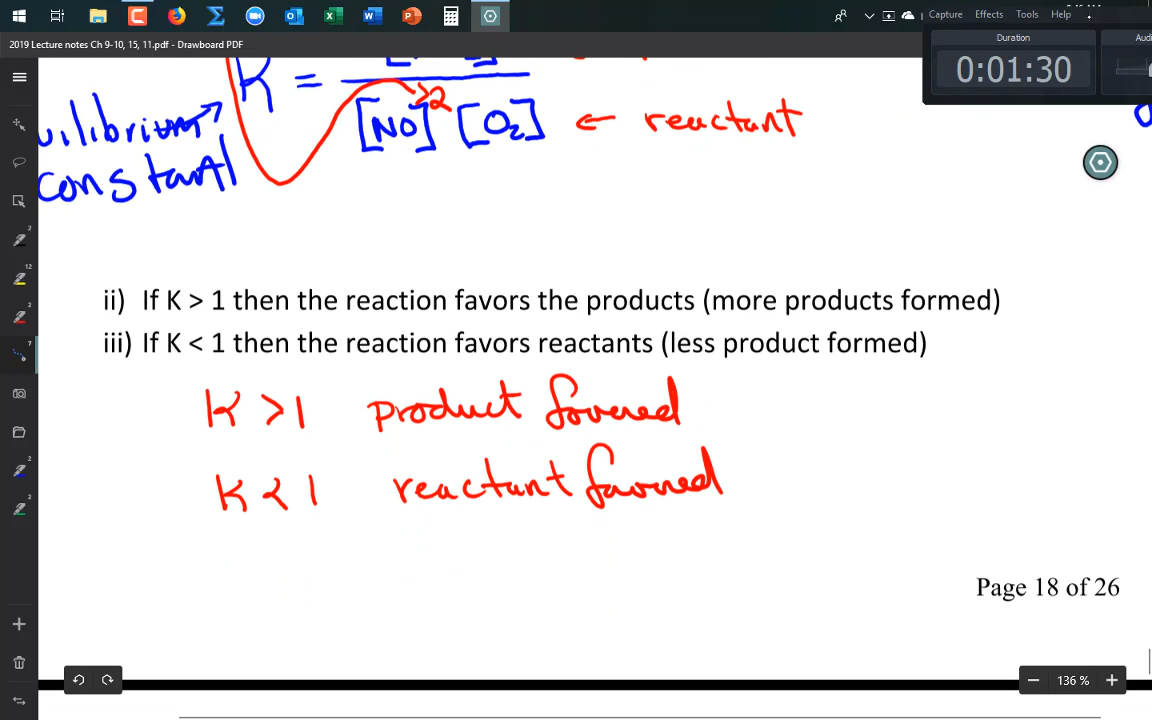 Capture Effects Tools Help
2019 Lecture notes Ch 9-10, 15, 11.pdf - Drawboard PDF
Duration
0:01:30
K =
[NO]² [O₂] ← reactant
constant
ii) If K > 1 then the reaction favors the products (more products formed)
iii) If K < 1 then the reaction favors reactants (less product formed)
K > 1 product favored
K < 1 reactant favored
Page 18 of 26
136 %